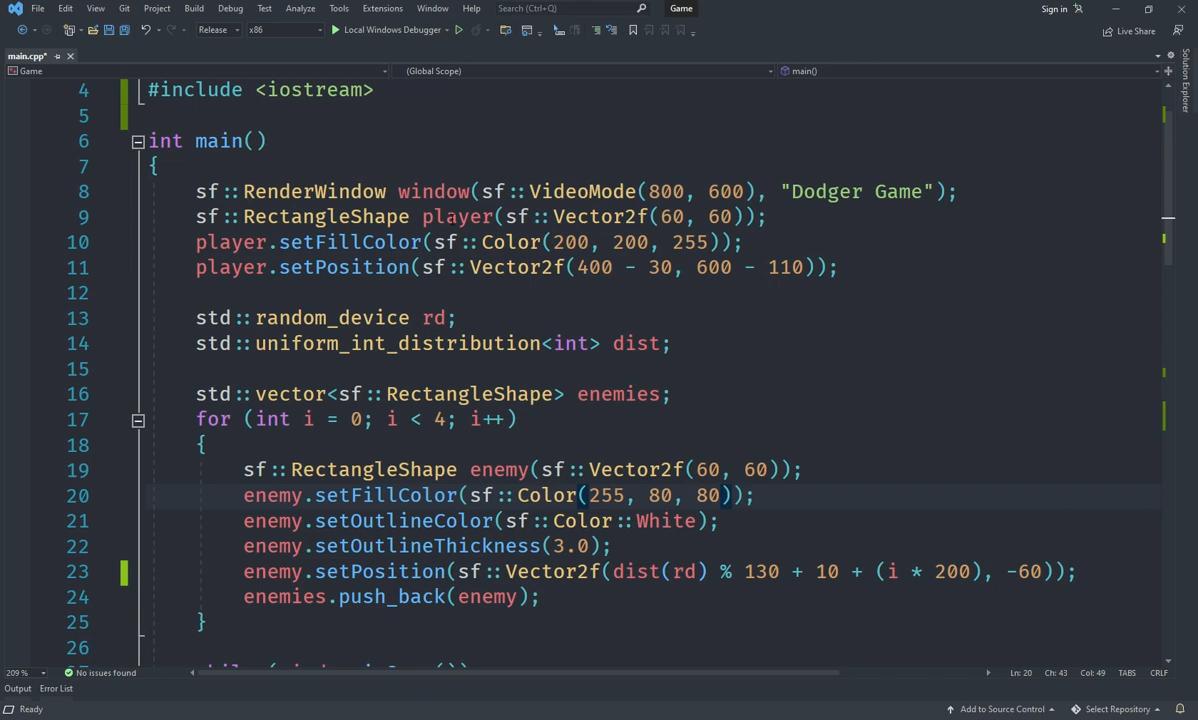 File Edit View Git Project Build Debug Test Analyze Tools Extensions Window Help Search (Ctrl+Q) Game Sign in
Release x86 Local Windows Debugger Live Share
main.cpp*
Game (Global Scope) main()
Solution Explorer
4 #include <iostream>
5
6 int main()
7 {
8 sf::RenderWindow window(sf::VideoMode(800, 600), "Dodger Game");
9 sf::RectangleShape player(sf::Vector2f(60, 60));
10 player.setFillColor(sf::Color(200, 200, 255));
11 player.setPosition(sf::Vector2f(400 - 30, 600 - 110));
12
13 std::random_device rd;
14 std::uniform_int_distribution<int> dist;
15
16 std::vector<sf::RectangleShape> enemies;
17 for (int i = 0; i < 4; i++)
18 {
19 sf::RectangleShape enemy(sf::Vector2f(60, 60));
20 enemy.setFillColor(sf::Color(255, 80, 80));
21 enemy.setOutlineColor(sf::Color::White);
22 enemy.setOutlineThickness(3.0);
23 enemy.setPosition(sf::Vector2f(dist(rd) % 130 + 10 + (i * 200), -60));
24 enemies.push_back(enemy);
25 }
26
209 % No issues found Ln: 20 Ch: 43 Col: 49 TABS CRLF
Output Error List
Ready Add to Source Control Select Repository